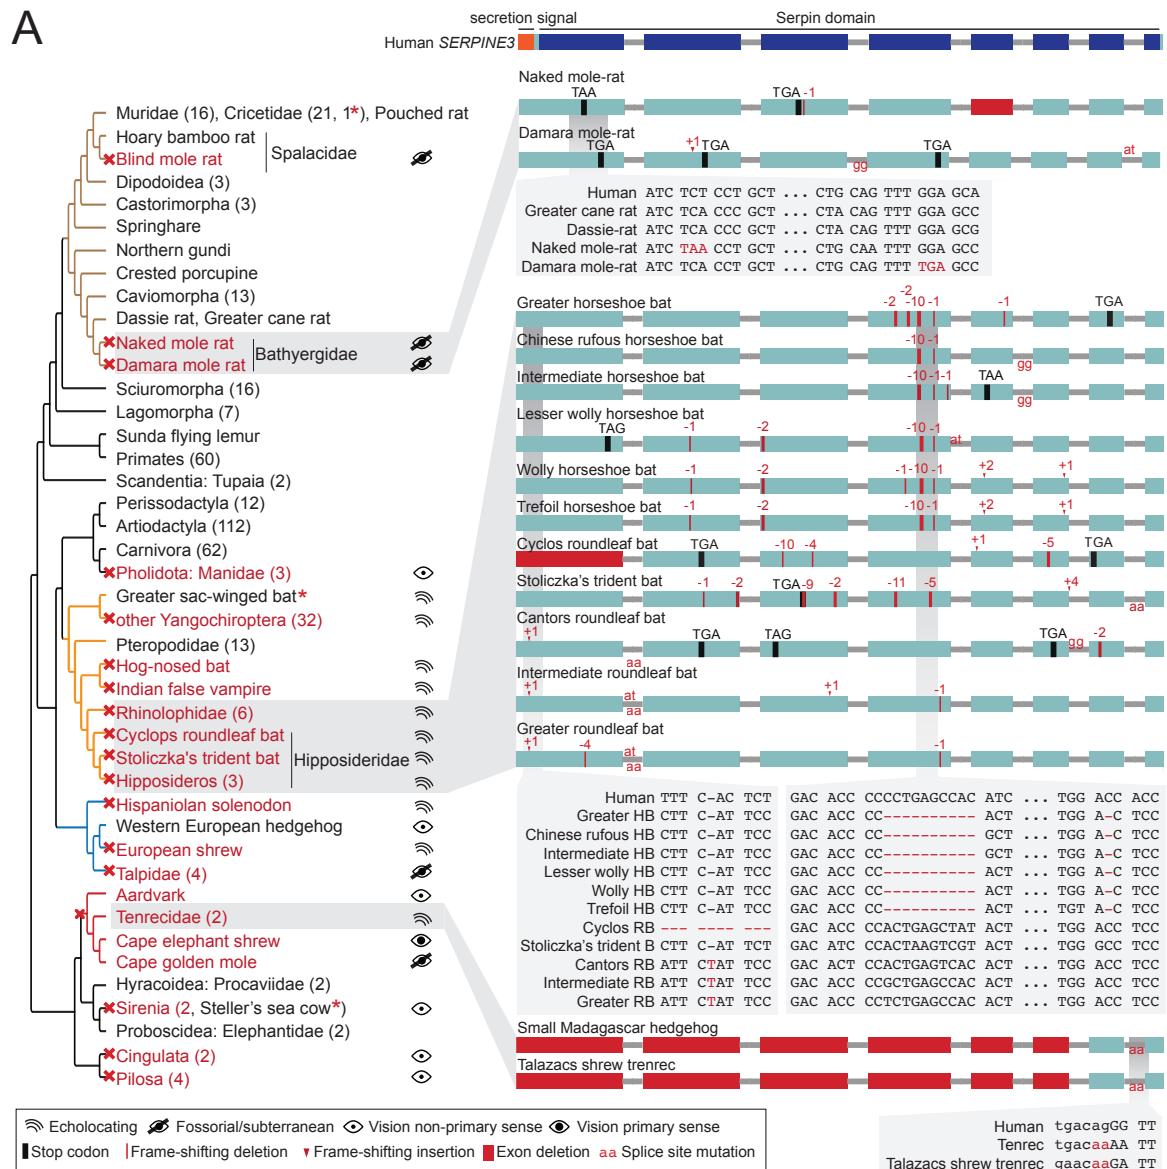 A
secretion signal
Serpin domain
Human SERPINE3
Muridae (16), Cricetidae (21, 1*), Pouched rat
Hoary bamboo rat
Blind mole rat
Spalacidae
Dipodoidea (3)
Castorimorpha (3)
Springhare
Northern gundi
Crested porcupine
Caviomorpha (13)
Dassie rat, Greater cane rat
Naked mole rat
Damara mole rat
Bathyergidae
Sciuromorpha (16)
Lagomorpha (7)
Sunda flying lemur
Primates (60)
Scandentia: Tupaia (2)
Perissodactyla (12)
Artiodactyla (112)
Carnivora (62)
Pholidota: Manidae (3)
Greater sac-winged bat*
other Yangochiroptera (32)
Pteropodidae (13)
Hog-nosed bat
Indian false vampire
Rhinolophidae (6)
Cyclops roundleaf bat
Stoliczka's trident bat
Hipposideros (3)
Hipposideridae
Hispaniolan solenodon
Western European hedgehog
European shrew
Talpidae (4)
Aardvark
Tenrecidae (2)
Cape elephant shrew
Cape golden mole
Hyracoidea: Procaviidae (2)
Sirenia (2, Steller's sea cow*)
Proboscidea: Elephantidae (2)
Cingulata (2)
Pilosa (4)
Naked mole-rat
TAA TGA -1
Damara mole-rat
TGA +1 TGA gg TGA at
Human ATC TCT CCT GCT ... CTG CAG TTT GGA GCA
Greater cane rat ATC TCA CCC GCT ... CTA CAG TTT GGA GCC
Dassie-rat ATC TCA CCC GCT ... CTA CAG TTT GGA GCG
Naked mole-rat ATC TAA CCT GCT ... CTG CAA TTT GGA GCC
Damara mole-rat ATC TCA CCT GCT ... CTG CAG TTT TGA GCC
Greater horseshoe bat
-2 -2 -10 -1 -1 TGA
Chinese rufous horseshoe bat
-10 -1 gg
Intermediate horseshoe bat
-10 -1 -1 TAA gg
Lesser wolly horseshoe bat
TAG -1 -2 -10 -1 at
Wolly horseshoe bat
-1 -2 -1 -10 -1 +2 +1
Trefoil horseshoe bat
-1 -2 -10 -1 +2 +1
Cyclos roundleaf bat
TGA -10 -4 +1 -5 TGA
Stoliczka's trident bat
-1 -2 TGA -9 -2 -11 -5 +4 aa
Cantors roundleaf bat
+1 aa TGA TAG TGA gg -2
Intermediate roundleaf bat
+1 at aa +1 -1
Greater roundleaf bat
+1 -4 at aa -1
Human TTT C-AC TCT GAC ACC CCCCTGAGCCAC ATC ... TGG ACC ACC
Greater HB CTT C-AT TCC GAC ACC CC---------- ACT ... TGG A-C TCC
Chinese rufous HB CTT C-AT TCC GAC ACC CC---------- GCT ... TGG A-C TCC
Intermediate HB CTT C-AT TCC GAC ACC CC---------- GCT ... TGG A-C TCC
Lesser wolly HB CTT C-AT TCC GAC ACC CC---------- ACT ... TGG A-C TCC
Wolly HB CTT C-AT TCC GAC ACC CC---------- ACT ... TGG A-C TCC
Trefoil HB CTT C-AT TCC GAC ACC CC---------- ACT ... TGT A-C TCC
Cyclos RB --- ---- --- GAC ACC CCACTGAGCTAT ACT ... TGG ACC TCC
Stoliczka's trident B CTT C-AT TCT GAC ATC CCACTAAGTCGT ACT ... TGG GCC TCC
Cantors RB ATT CTAT TCC GAC ACT CCACTGAGTCAC ACT ... TGG ACC TCC
Intermediate RB ATT CTAT TCC GAC ACC CCGCTGAGCCAC ACT ... TGG ACC TCC
Greater RB ATT CTAT TCC GAC ACC CCACTGAGCCAC ACT ... TGG ACC TCC
Small Madagascar hedgehog
aa
Talazacs shrew trenrec
aa
Human tgacagGG TT
Tenrec tgacaaAA TT
Talazacs shrew trenrec ggacaaGA TT
Echolocating Fossorial/subterranean Vision non-primary sense Vision primary sense
Stop codon Frame-shifting deletion Frame-shifting insertion Exon deletion aa Splice site mutation